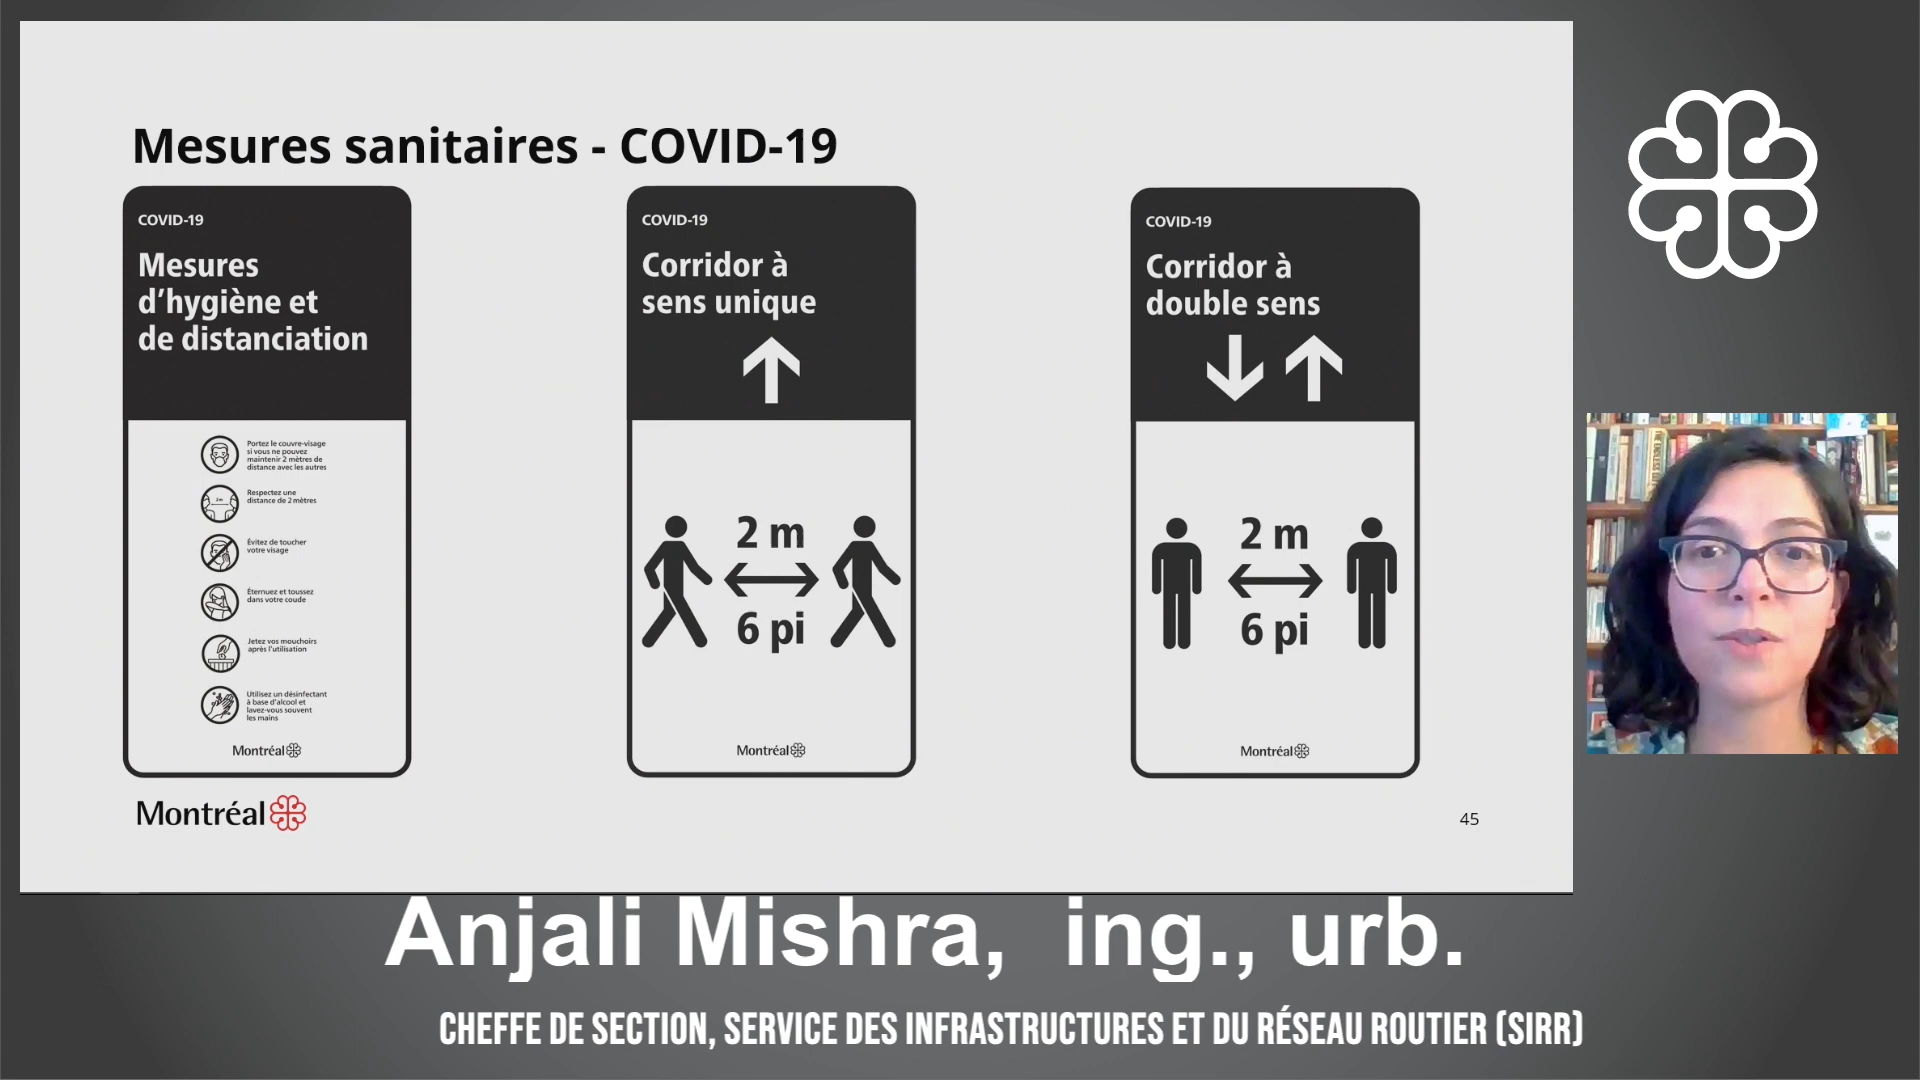 Mesures sanitaires - COVID-19
COVID-19
Mesures
d'hygiène et
de distanciation
Portez le couvre-visage
si vous ne pouvez
maintenir 2 mètres de
distance avec les autres
2 m
Respectez une
distance de 2 mètres
Évitez de toucher
votre visage
Éternuez et toussez
dans votre coude
Jetez vos mouchoirs
après l'utilisation
Utilisez un désinfectant
à base d'alcool et
lavez-vous souvent
les mains
Montréal
COVID-19
Corridor à
sens unique
2 m
6 pi
Montréal
COVID-19
Corridor à
double sens
2 m
6 pi
Montréal
Montréal
45
Anjali Mishra, ing., urb.
CHEFFE DE SECTION, SERVICE DES INFRASTRUCTURES ET DU RÉSEAU ROUTIER (SIRR)